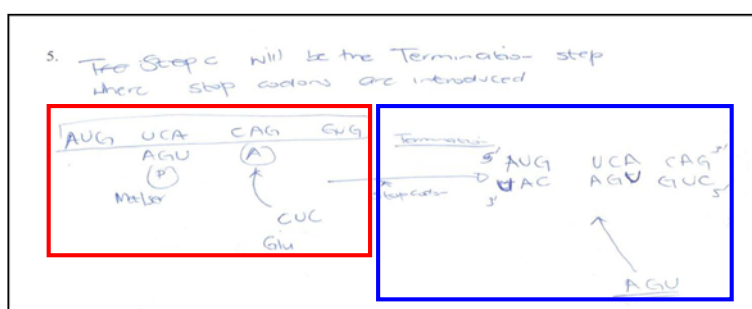 5. The Step c will be the Termination step
where stop codons are introduced
AUG UCA CAG GUG
AGU A
P
Met Ser
CUC
Glu
Termination
Stop codon
5' AUG UCA CAG 3'
3' UAC AGU GUC 5'
AGU